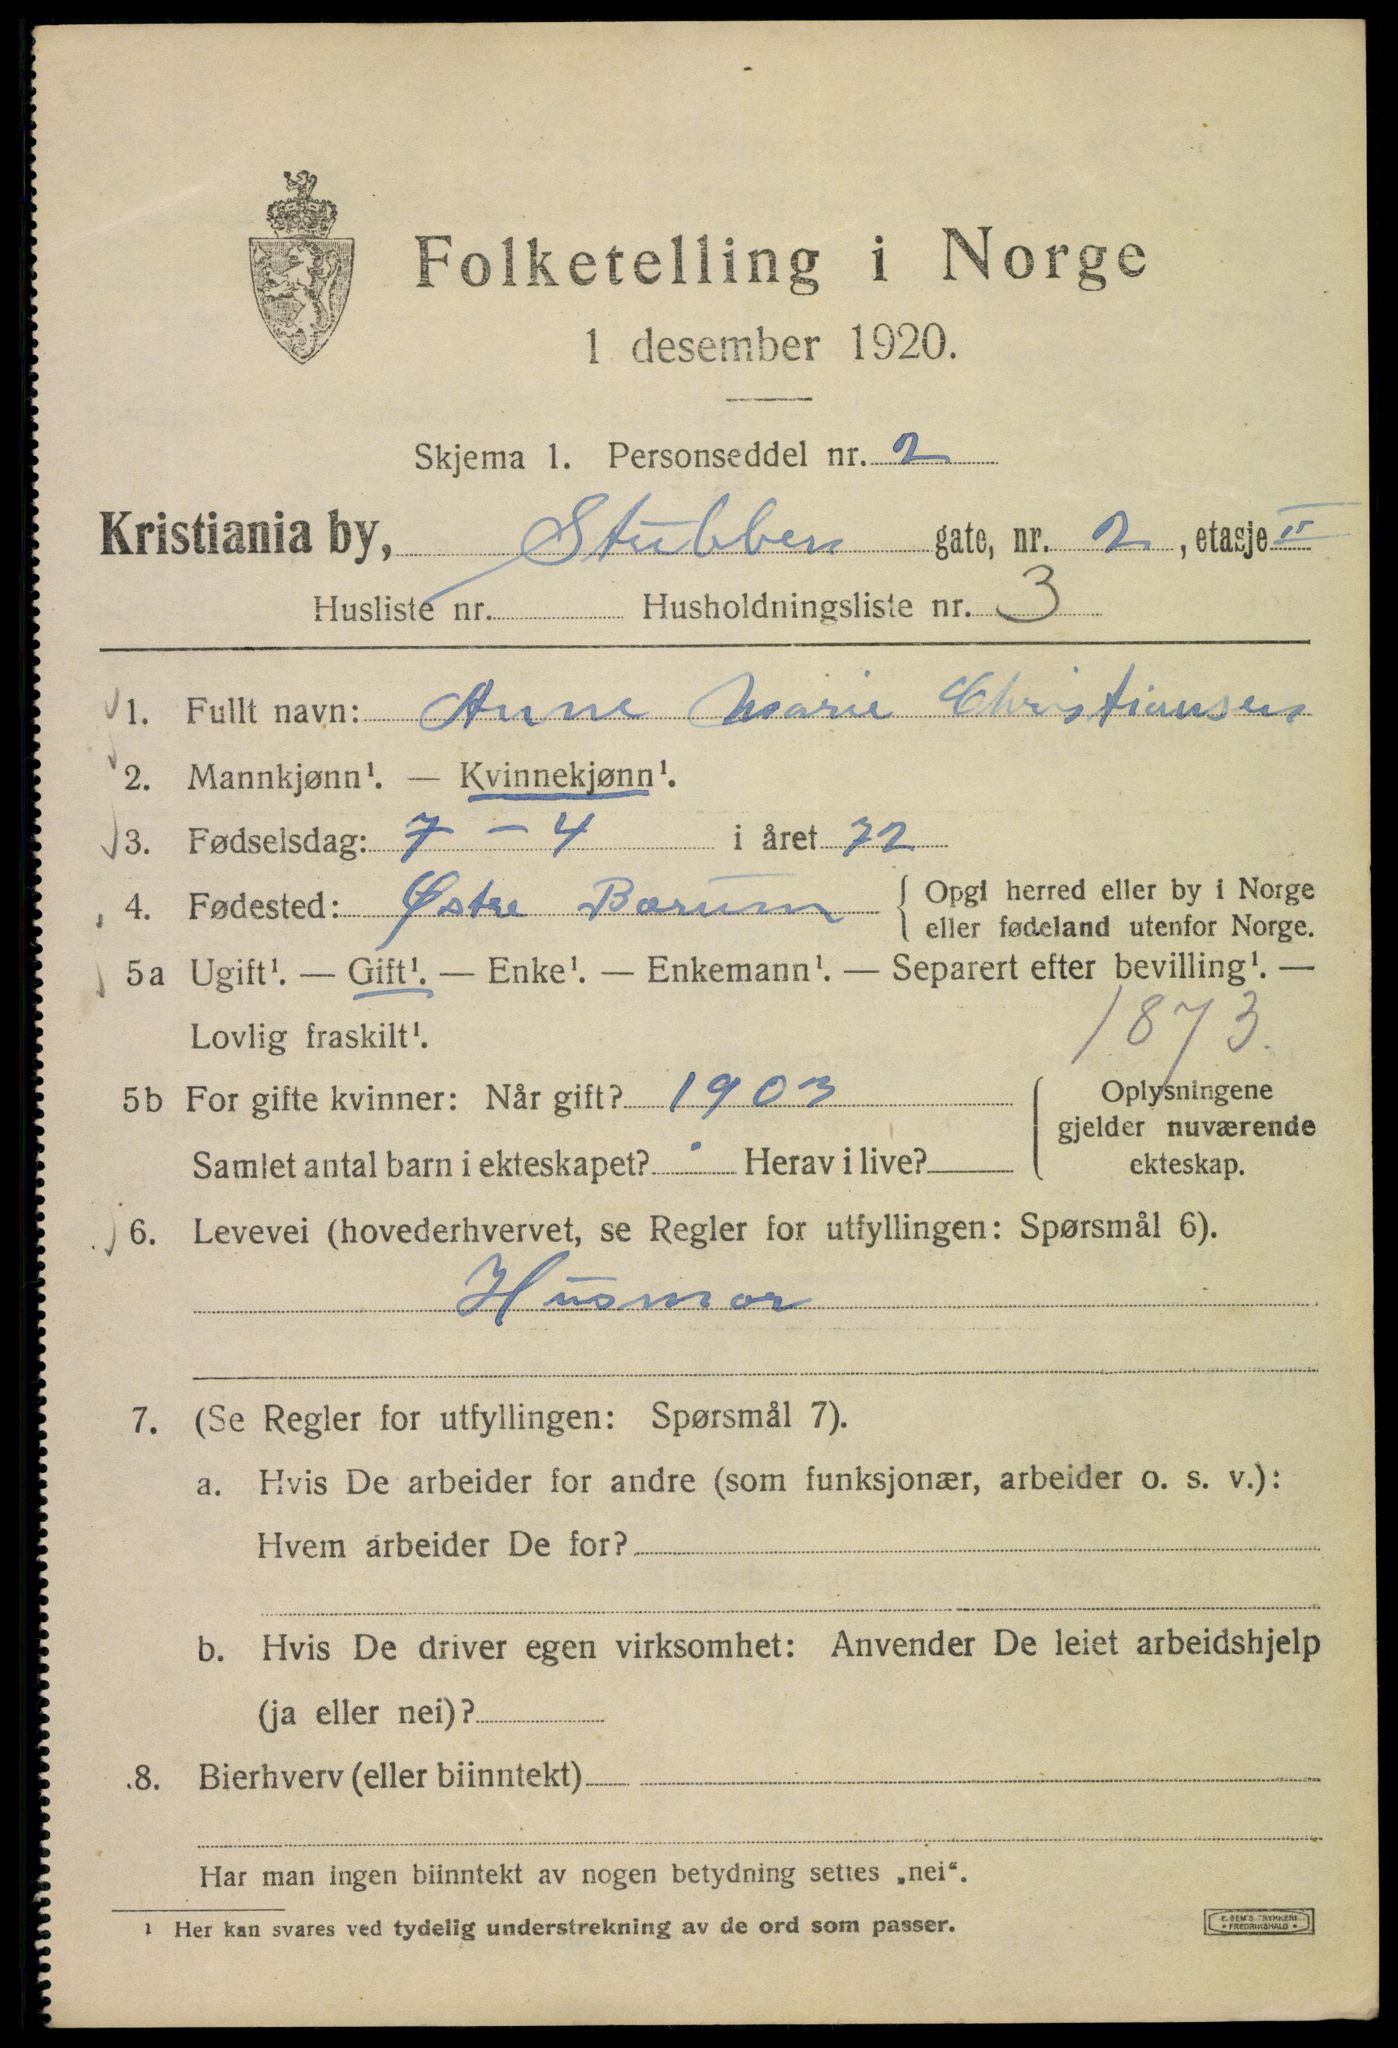 Folketelling i Norge
1 desember 1920.
Skjema 1. Personseddel nr. 2
Kristiania by, Stubben gate, nr. 2, etasje II
Husliste nr. Husholdningsliste nr. 3
1. Fullt navn: Anne Marie Christiansen
2. Mannkjønn¹. — Kvinnekjønn¹.
3. Fødselsdag: 7 – 4 i året 72
4. Fødested: Østre Bærum { Opgi herred eller by i Norge
eller fødeland utenfor Norge.
5a Ugift¹. — Gift¹. — Enke¹. — Enkemann¹. — Separert efter bevilling¹. —
Lovlig fraskilt¹. 1873.
5b For gifte kvinner: Når gift? 1903
Samlet antal barn i ekteskapet? Herav i live?
{ Oplysningene
gjelder nuværende
ekteskap.
6. Levevei (hovederhvervet, se Regler for utfyllingen: Spørsmål 6).
Husmor
7. (Se Regler for utfyllingen: Spørsmål 7).
a. Hvis De arbeider for andre (som funksjonær, arbeider o. s. v.):
Hvem arbeider De for?
b. Hvis De driver egen virksomhet: Anvender De leiet arbeidshjelp
(ja eller nei)?
8. Bierhverv (eller biinntekt)
Har man ingen biinntekt av nogen betydning settes „nei“.
¹ Her kan svares ved tydelig understrekning av de ord som passer.
E. SEM'S TRYKKERI
• FREDRIKSHALD •